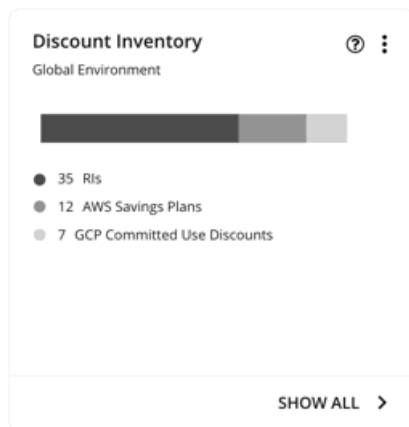 Discount Inventory
Global Environment
35 RIs
12 AWS Savings Plans
7 GCP Committed Use Discounts
SHOW ALL